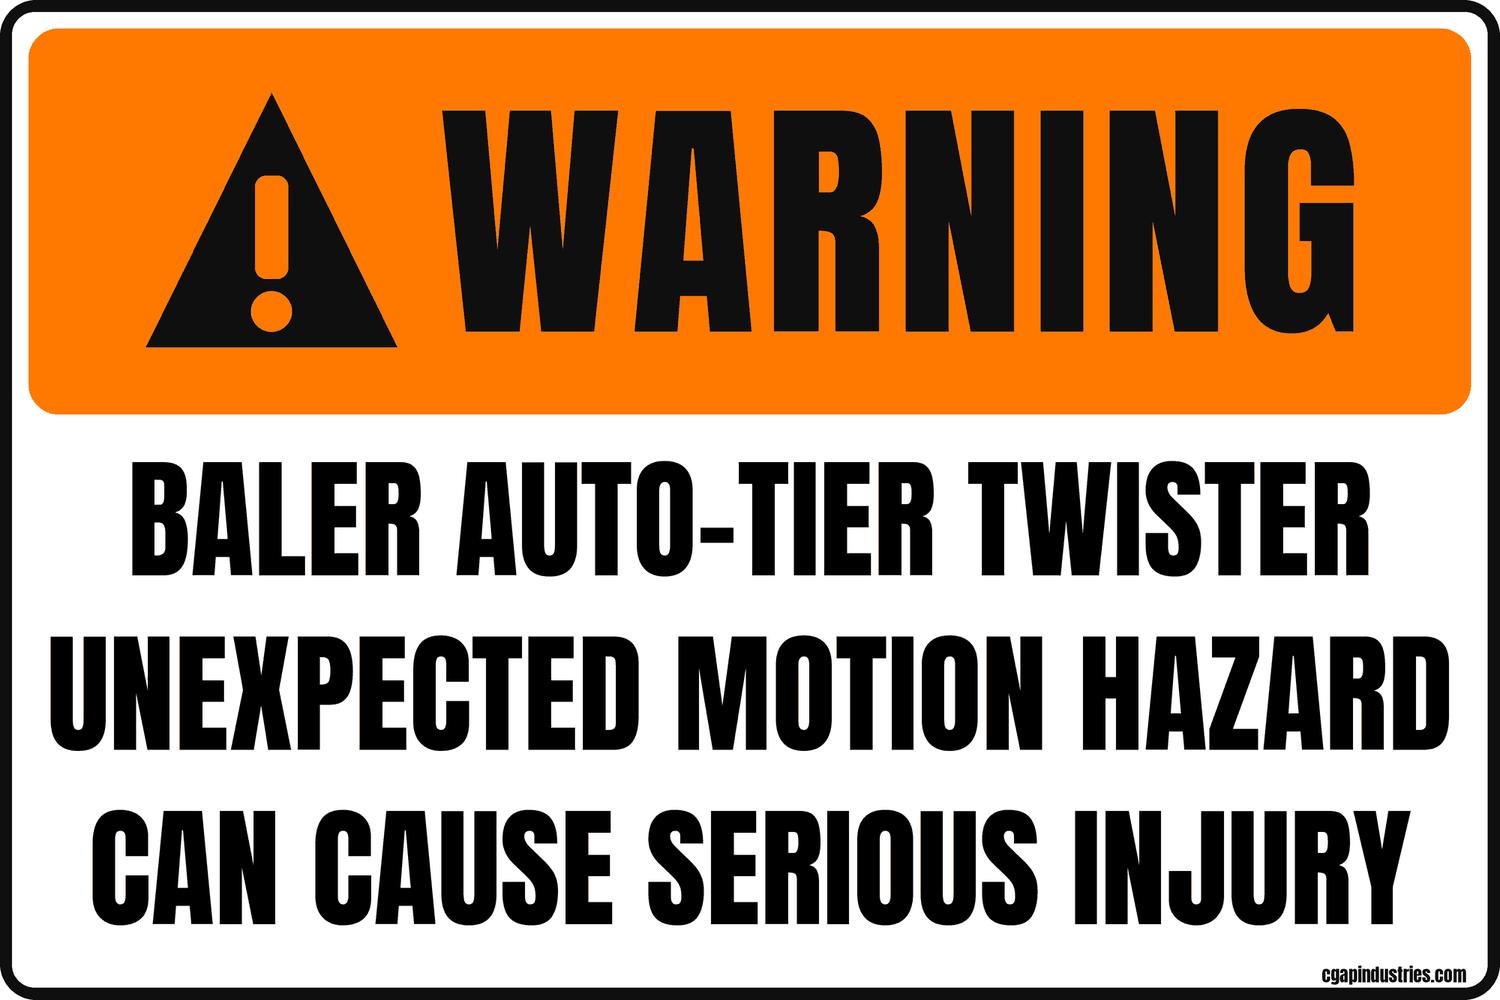 WARNING
BALER AUTO-TIER TWISTER
UNEXPECTED MOTION HAZARD
CAN CAUSE SERIOUS INJURY
cgapindustries.com